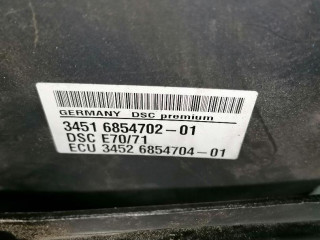 GERMANY DSC premium
3451 6854702-01
DSC E70/71
ECU 3452 6854704-01